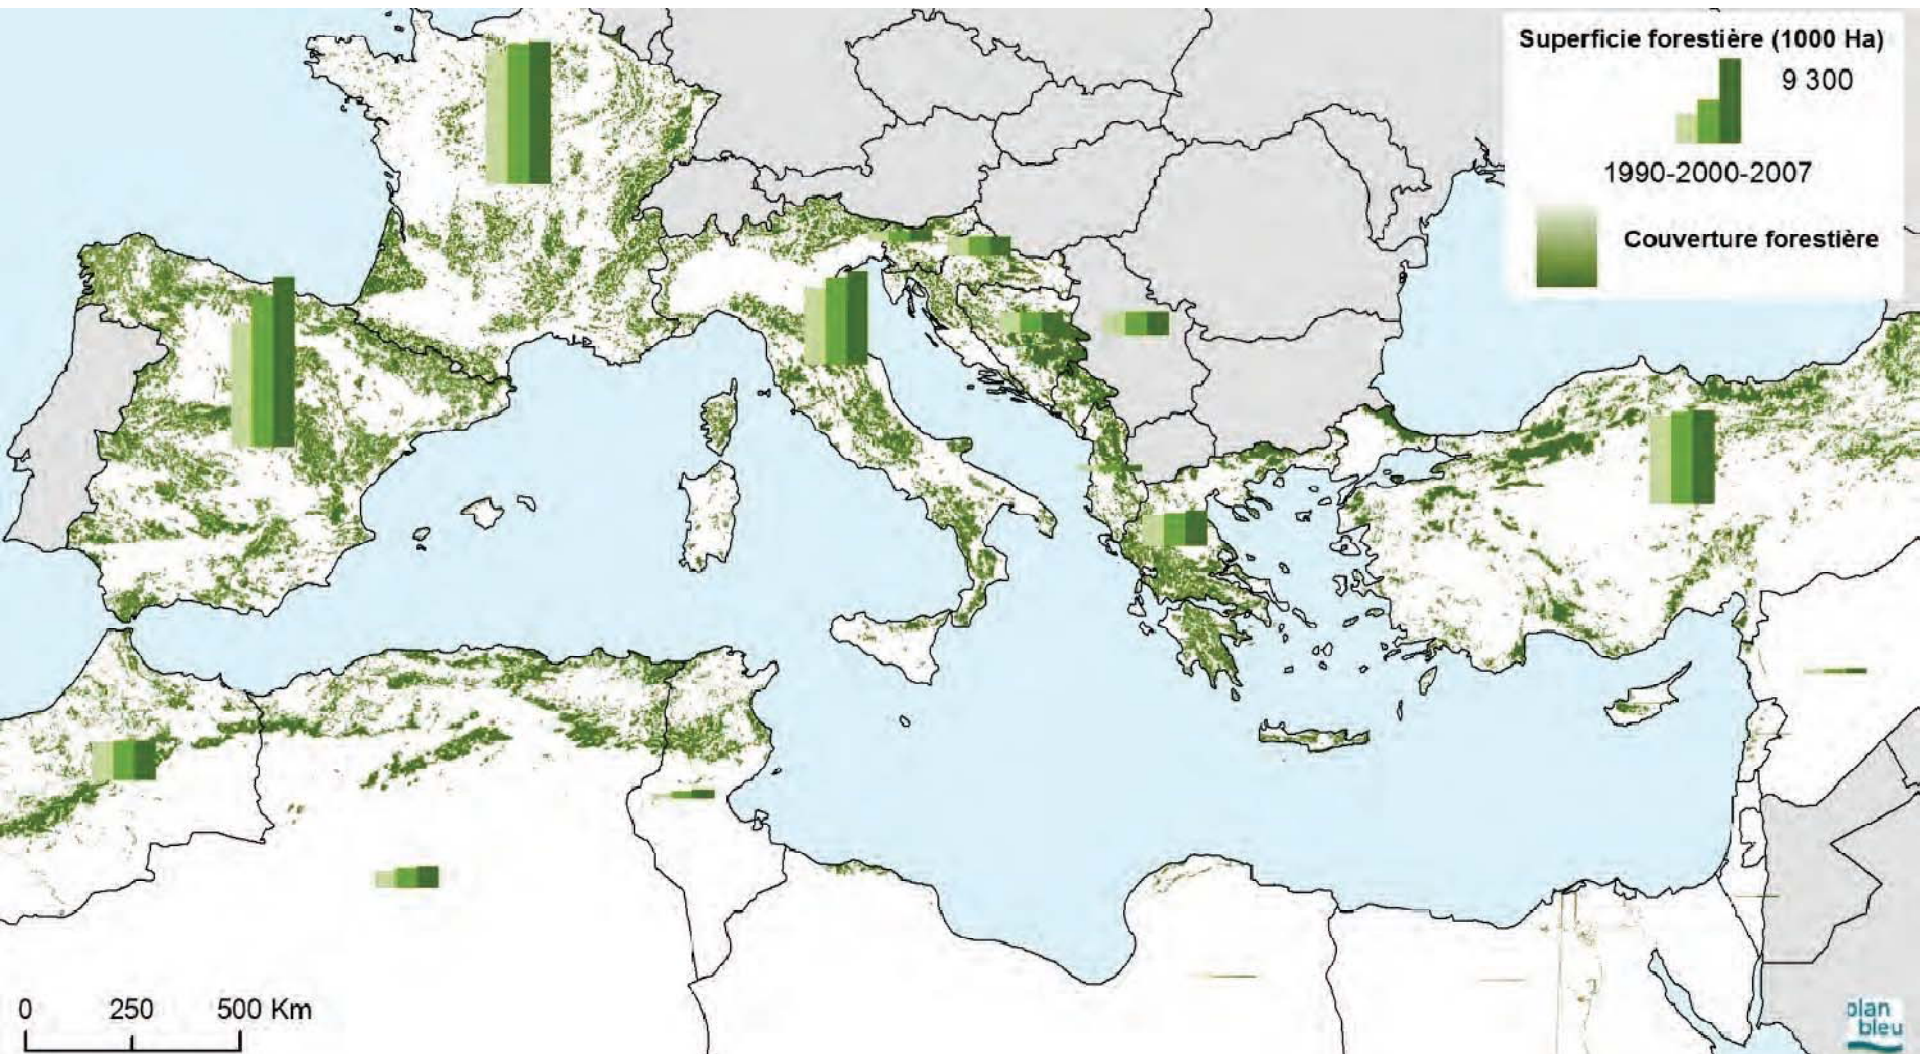 Superficie forestière (1000 Ha)
9 300
1990-2000-2007
Couverture forestière
0 250 500 Km
plan
bleu